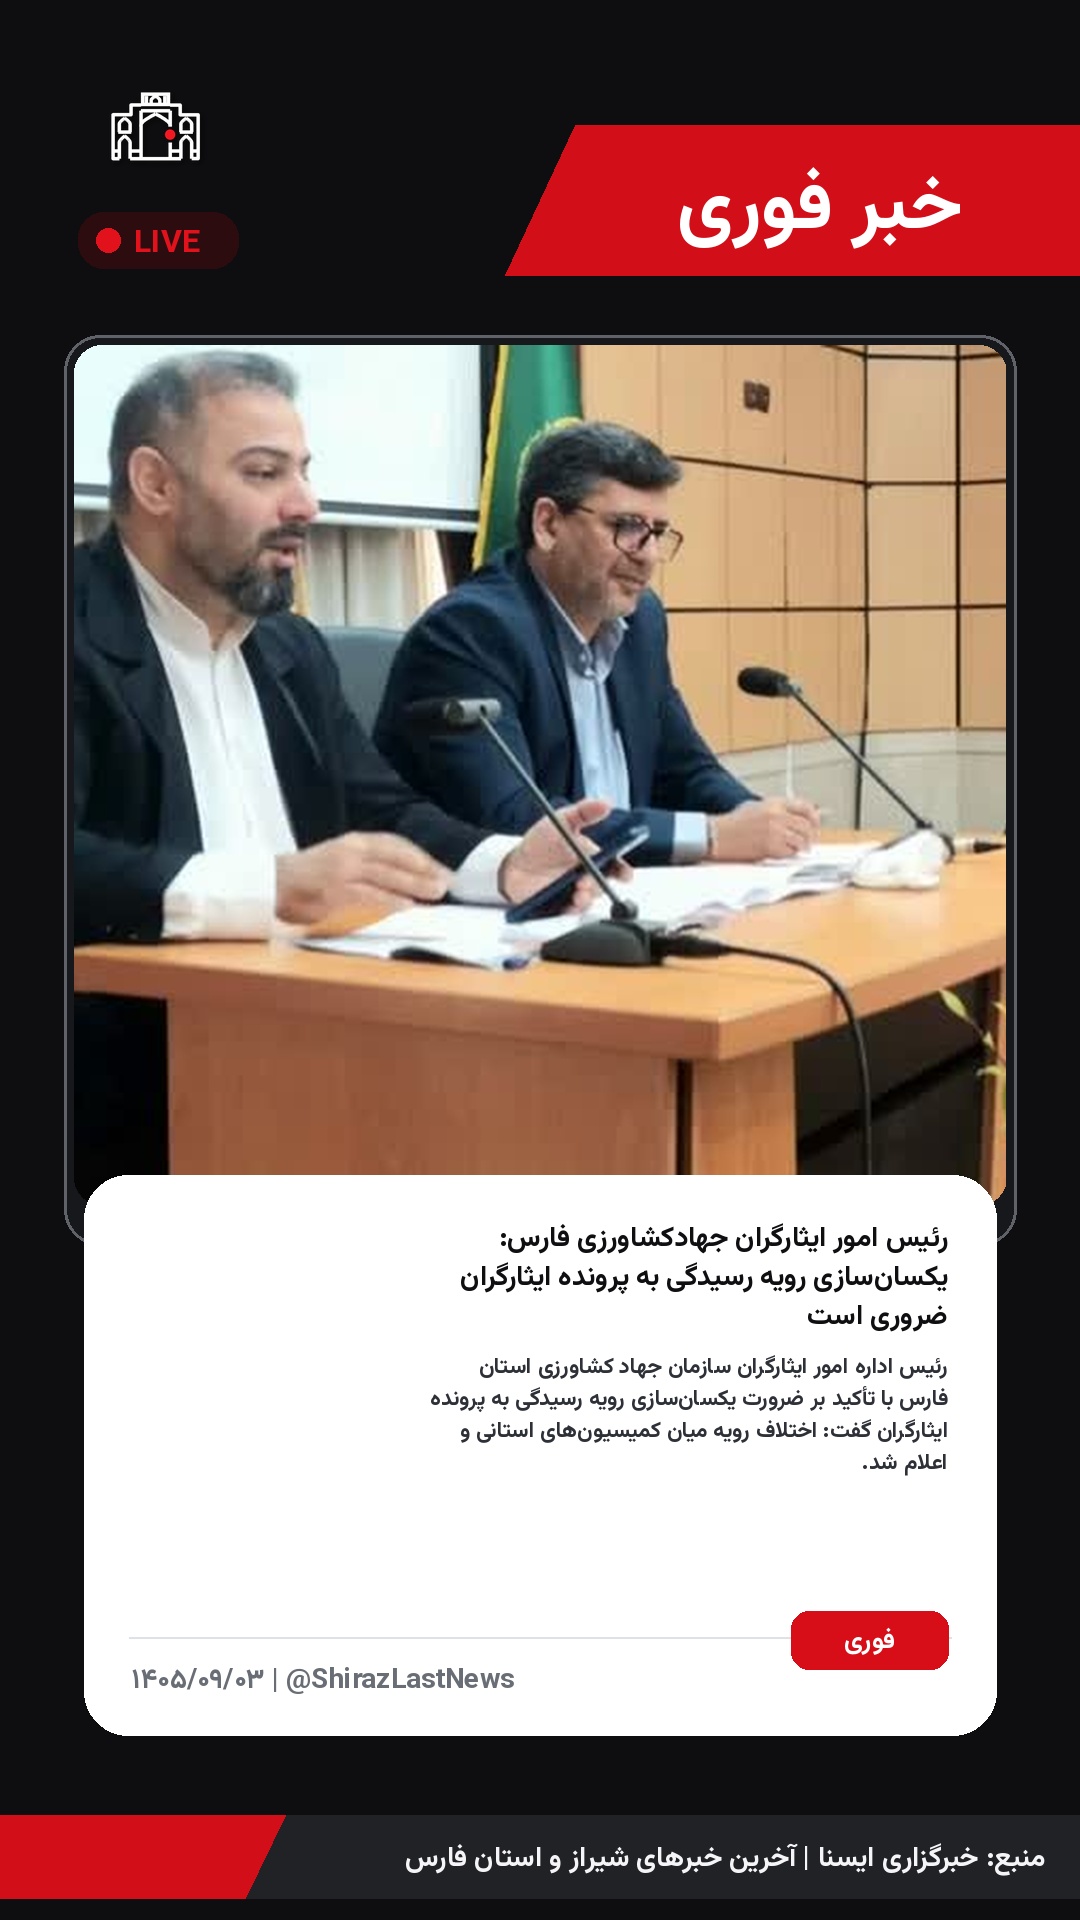 خبر فوری
LIVE
رئیس امور ایثارگران جهادکشاورزی فارس:
یکسان‌سازی رویه رسیدگی به پرونده ایثارگران
ضروری است
رئیس اداره امور ایثارگران سازمان جهاد کشاورزی استان
فارس با تأکید بر ضرورت یکسان‌سازی رویه رسیدگی به پرونده
ایثارگران گفت: اختلاف رویه میان کمیسیون‌های استانی و
اعلام شد.
فوری
۱۴۰۵/۰۹/۰۳ | @ShirazLastNews
منبع: خبرگزاری ایسنا | آخرین خبرهای شیراز و استان فارس